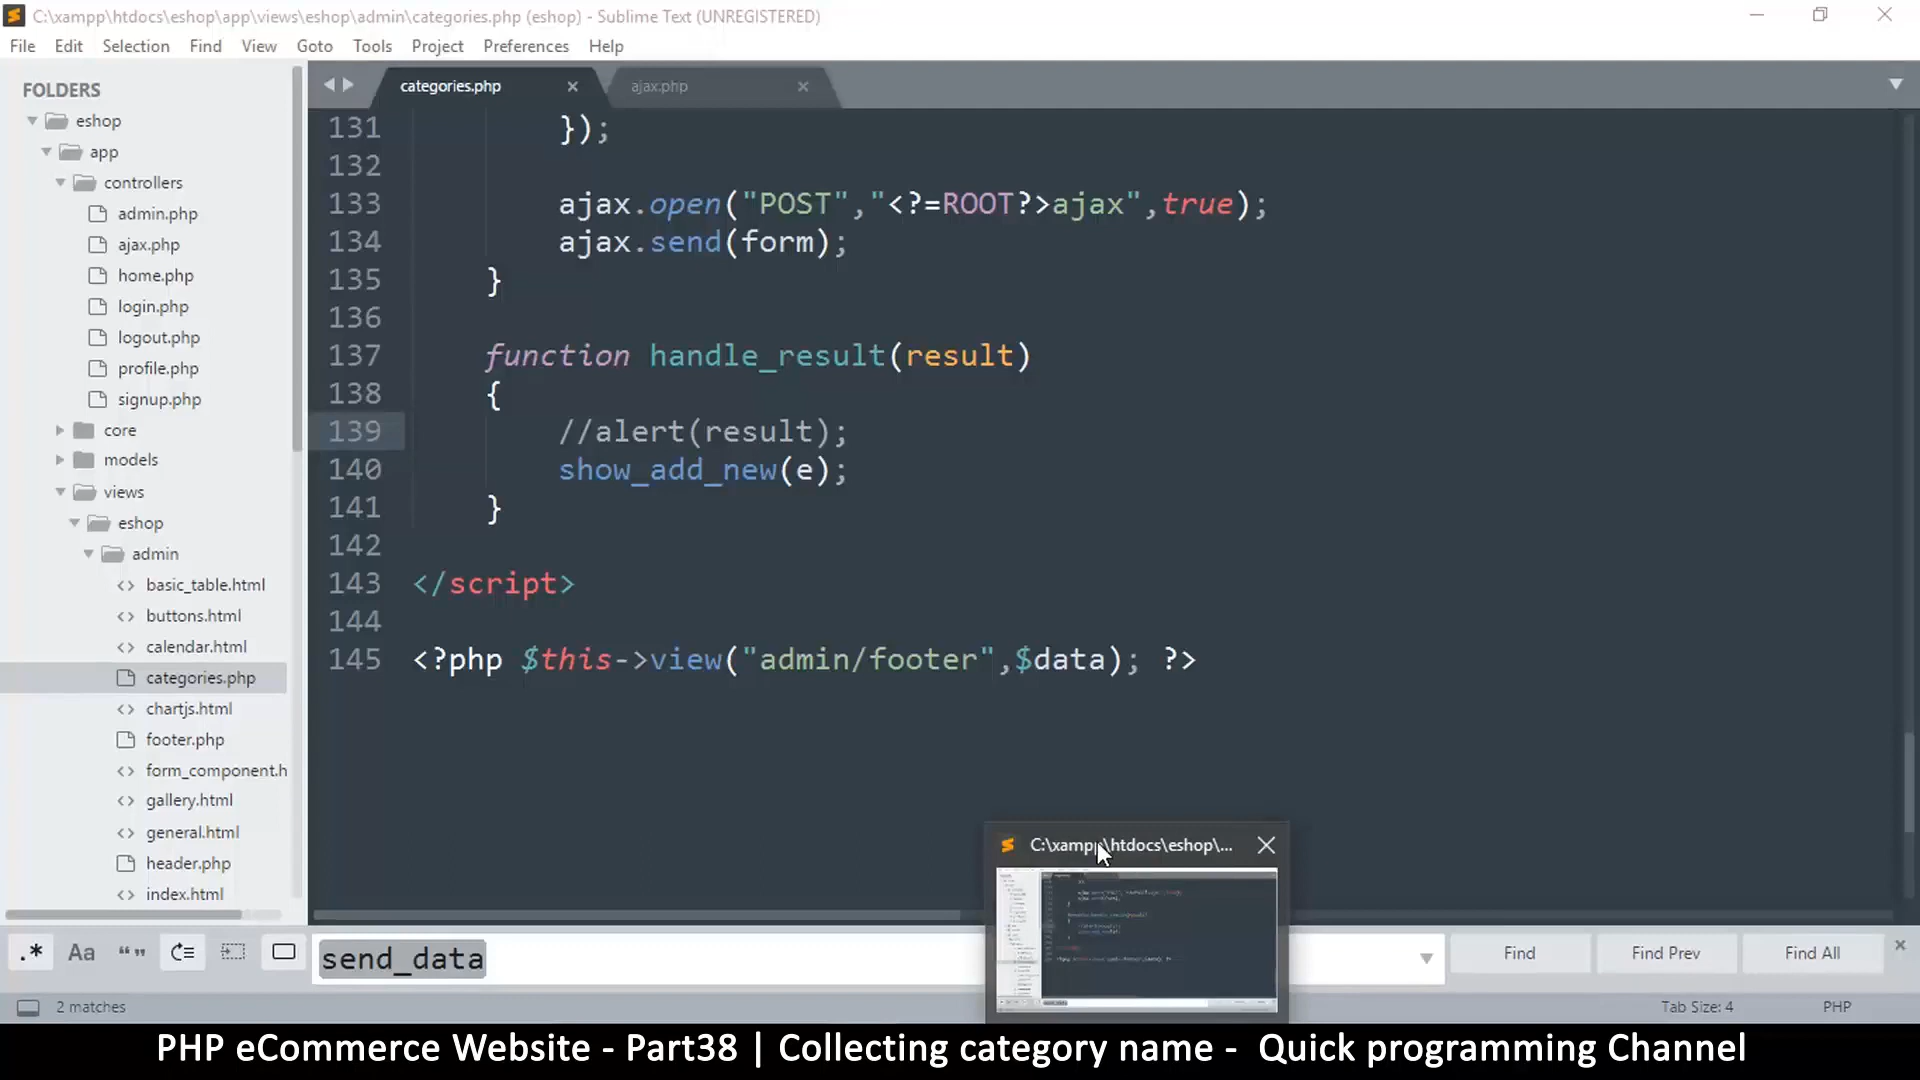 C:\xampp\htdocs\eshop\app\views\eshop\admin\categories.php (eshop) - Sublime Text (UNREGISTERED)
File Edit Selection Find View Goto Tools Project Preferences Help
FOLDERS
eshop
app
controllers
admin.php
ajax.php
home.php
login.php
logout.php
profile.php
signup.php
core
models
views
eshop
admin
basic_table.html
buttons.html
calendar.html
categories.php
chartjs.html
footer.php
form_component.h
gallery.html
general.html
header.php
index.html
categories.php ajax.php
131 });
132
133 ajax.open("POST","<?=ROOT?>ajax",true);
134 ajax.send(form);
135 }
136
137 function handle_result(result)
138 {
139 //alert(result);
140 show_add_new(e);
141 }
142
143 </script>
144
145 <?php $this->view("admin/footer",$data); ?>
C:\xampp\htdocs\eshop\...
.* Aa “” send_data Find Find Prev Find All
2 matches Tab Size: 4 PHP
PHP eCommerce Website - Part38 | Collecting category name - Quick programming Channel